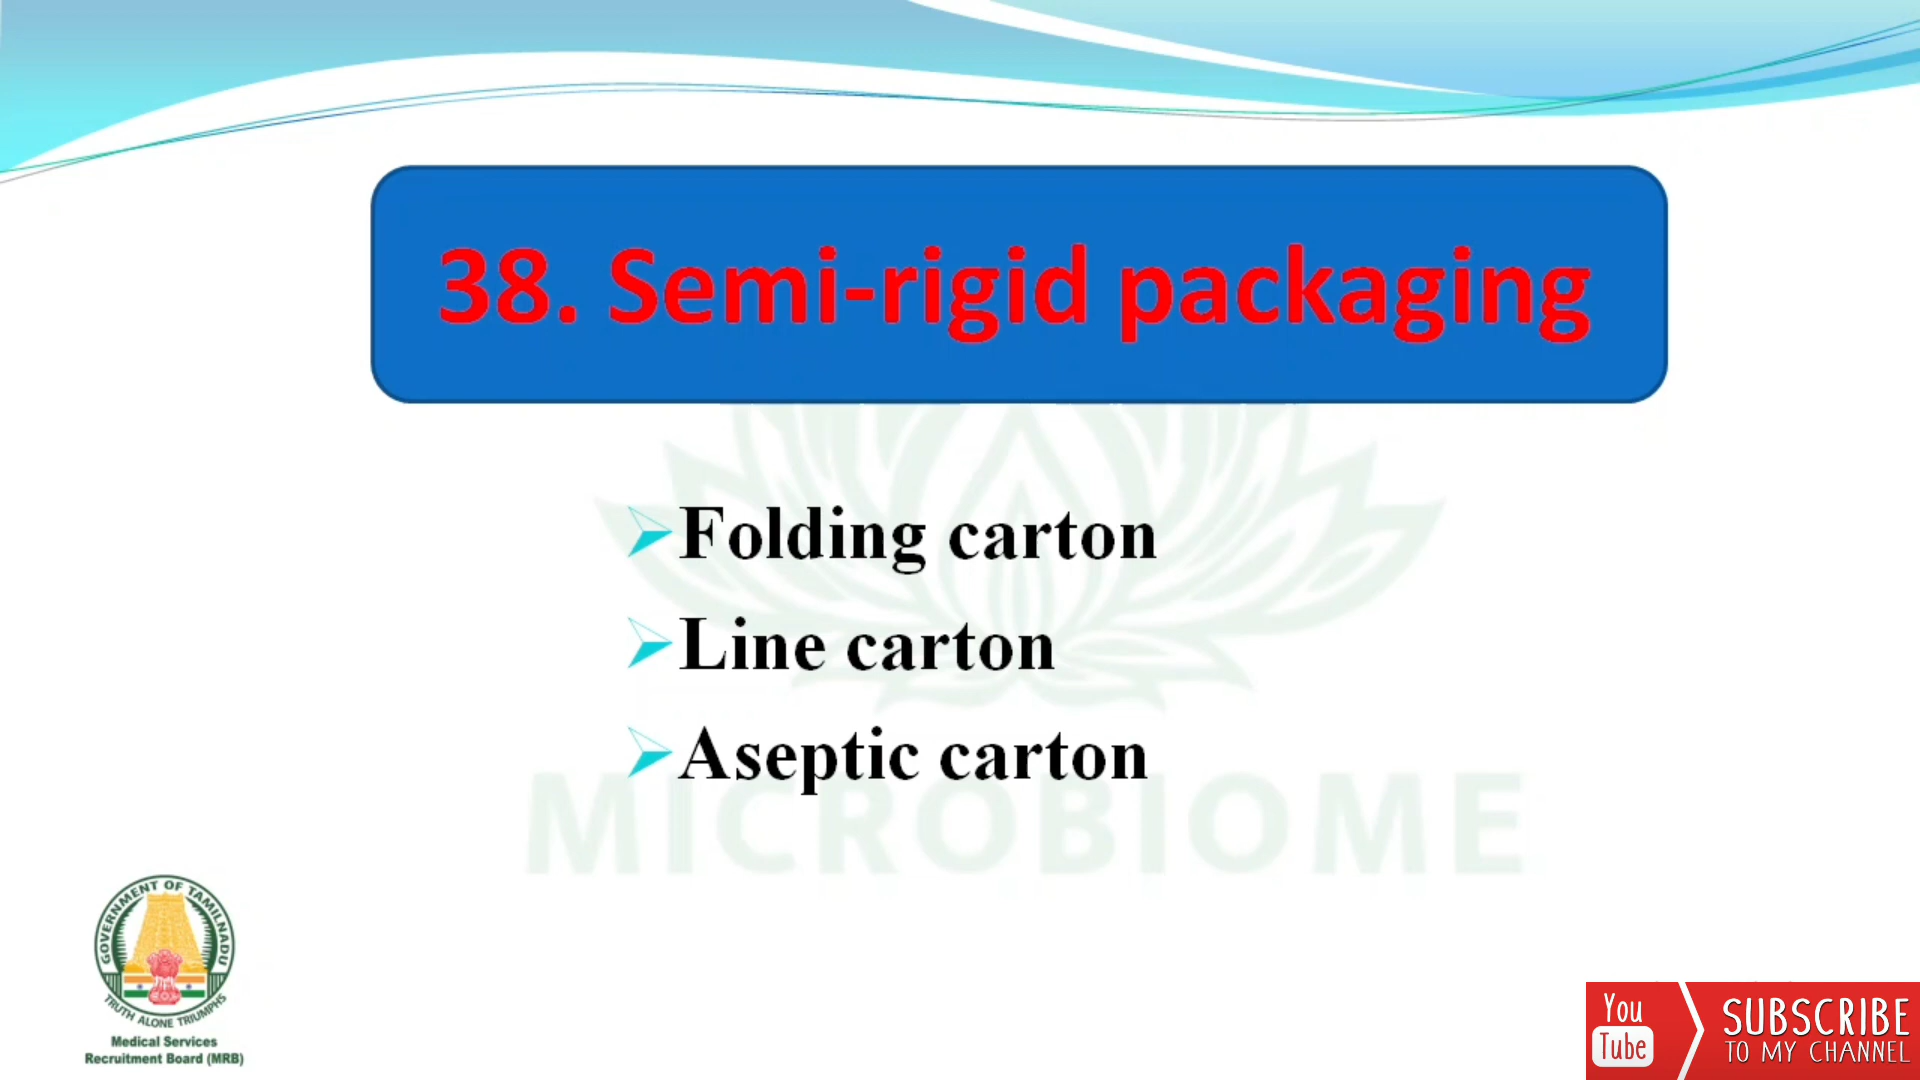 38. Semi-rigid packaging
Folding carton
Line carton
Aseptic carton
MICROBIOME
GOVERNMENT OF TAMILNADU
TRUTH ALONE TRIUMPHS
Medical Services
Recruitment Board (MRB)
You
Tube
SUBSCRIBE
TO MY CHANNEL